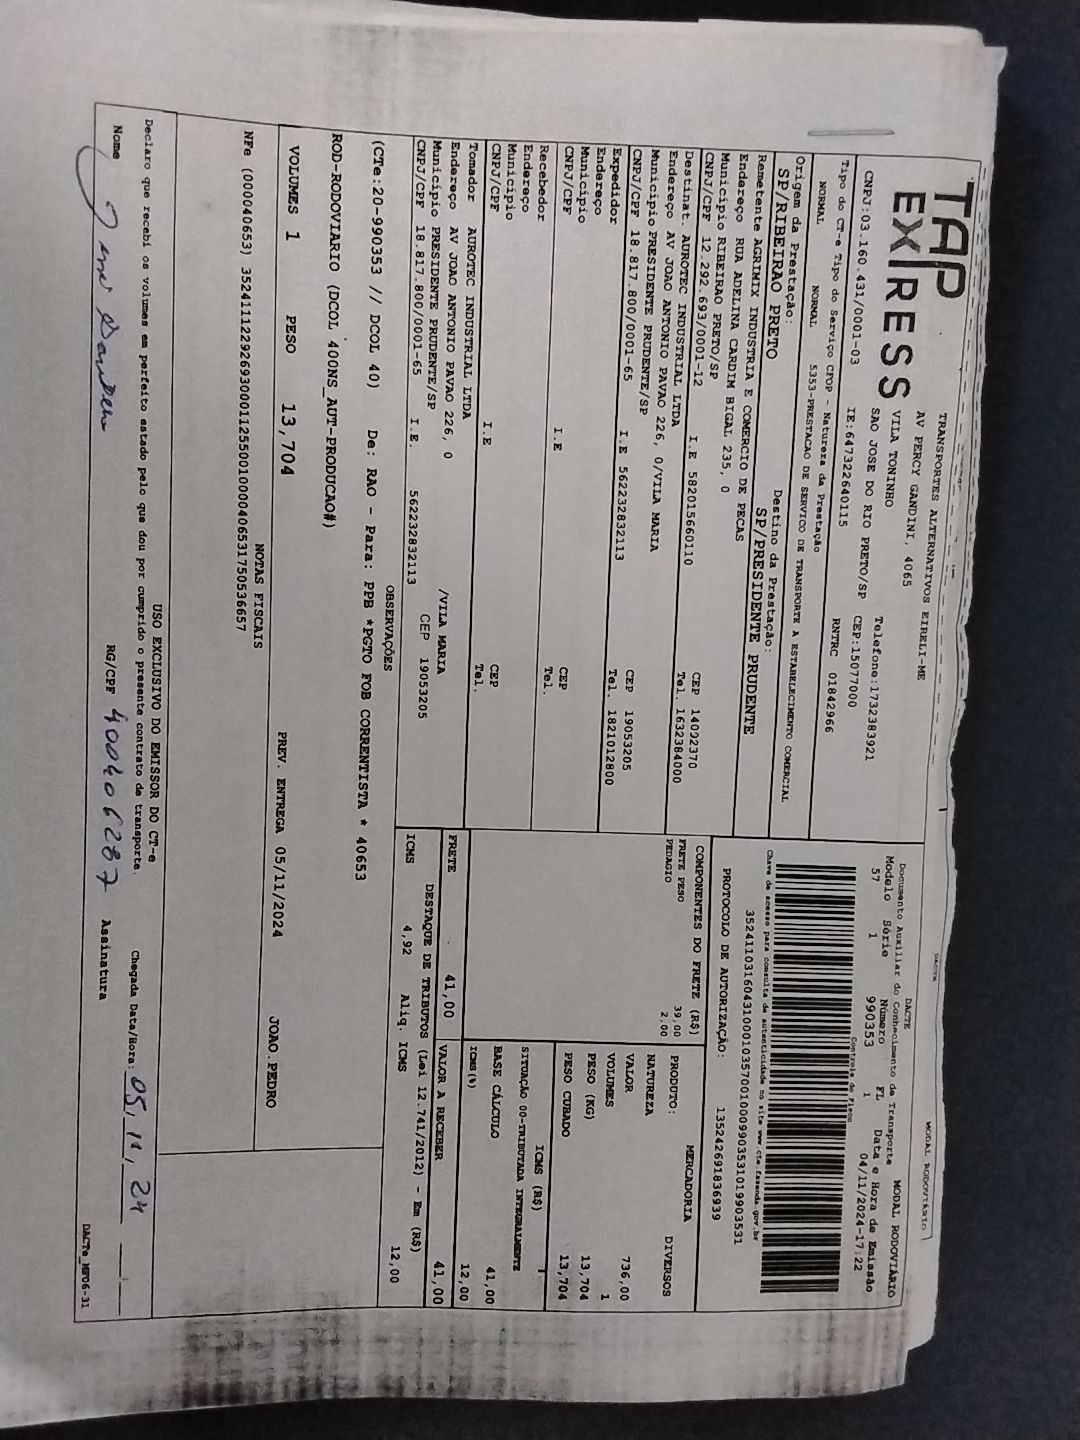 TAP
EXPRESS
TRANSPORTES ALTERNATIVOS EIRELI-ME
AV PERCY GANDINI, 4065
VILA TONINHO
SAO JOSE DO RIO PRETO/SP CEP:15077000
Telefone:1732383921
CNPJ:03.160.431/0001-03 IE:647322640115 RNTRC 01842966
Tipo do CT-e Tipo do Serviço CFOP - Natureza da Prestação
NORMAL NORMAL 5353-PRESTACAO DE SERVICO DE TRANSPORTE A ESTABELECIMENTO COMERCIAL
Origem da Prestação: Destino da Prestação:
SP/RIBEIRAO PRETO SP/PRESIDENTE PRUDENTE
Remetente AGRIMIX INDUSTRIA E COMERCIO DE PECAS
Endereço RUA ADELINA CARDIM BIGAL 235, 0
Município RIBEIRAO PRETO/SP CEP 14092370
CNPJ/CPF 12.292.693/0001-12 I.E 582015660110 Tel. 1632384000
Destinat. AUROTEC INDUSTRIAL LTDA
Endereço AV JOAO ANTONIO PAVAO 226, 0/VILA MARIA
Município PRESIDENTE PRUDENTE/SP CEP 19053205
CNPJ/CPF 18.817.800/0001-65 I.E 562232832113 Tel. 1821012800
Expedidor
Endereço
Município CEP
CNPJ/CPF I.E Tel.
Recebedor
Endereço
Município CEP
CNPJ/CPF I.E Tel.
Tomador AUROTEC INDUSTRIAL LTDA
Endereço AV JOAO ANTONIO PAVAO 226, 0 /VILA MARIA
Município PRESIDENTE PRUDENTE/SP CEP 19053205
CNPJ/CPF 18.817.800/0001-65 I.E. 562232832113
DACTE MODAL RODOVIÁRIO
DACTE
Documento Auxiliar do Conhecimento de Transporte MODAL RODOVIÁRIO
Modelo Série Número FL Data e Hora de Emissão
57 1 990353 1 04/11/2024-17:22
Controle do Fisco
Chave de acesso para consulta de autenticidade no site www.cte.fazenda.gov.br
35241103160431000103570010009903531019903531
PROTOCOLO DE AUTORIZAÇÃO: 135242691836939
COMPONENTES DO FRETE (R$)
FRETE PESO 39,00
PEDAGIO 2,00
FRETE 41,00
MERCADORIA
PRODUTO: DIVERSOS
NATUREZA
VALOR 736,00
VOLUMES 1
PESO (KG) 13,704
PESO CUBADO 13,704
ICMS (R$)
SITUAÇÃO 00-TRIBUTADA INTEGRALMENTE
BASE CÁLCULO 41,00
ICMS(%) 12,00
VALOR A RECEBER 41,00
DESTAQUE DE TRIBUTOS (Lei 12.741/2012) - Em (R$)
ICMS 4,92 Aliq. ICMS 12,00
OBSERVAÇÕES
(CTe:20-990353 // DCOL 40) De: RAO - Para: PPB *PGTO FOB CORRENTISTA * 40653
ROD-RODOVIARIO (DCOL 400NS_AUT-PRODUCAO#)
VOLUMES 1 PESO 13,704 PREV. ENTREGA 05/11/2024 JOAO.PEDRO
NOTAS FISCAIS
NFe (000040653) 35241112292693000112550010000406531750536657
USO EXCLUSIVO DO EMISSOR DO CT-e
Declaro que recebi os volumes em perfeito estado pelo que dou por cumprido o presente contrato de transporte. Chegada Data/Hora: 05, 11, 24
Nome RG/CPF 400406287 Assinatura
DACTe_MP06-31